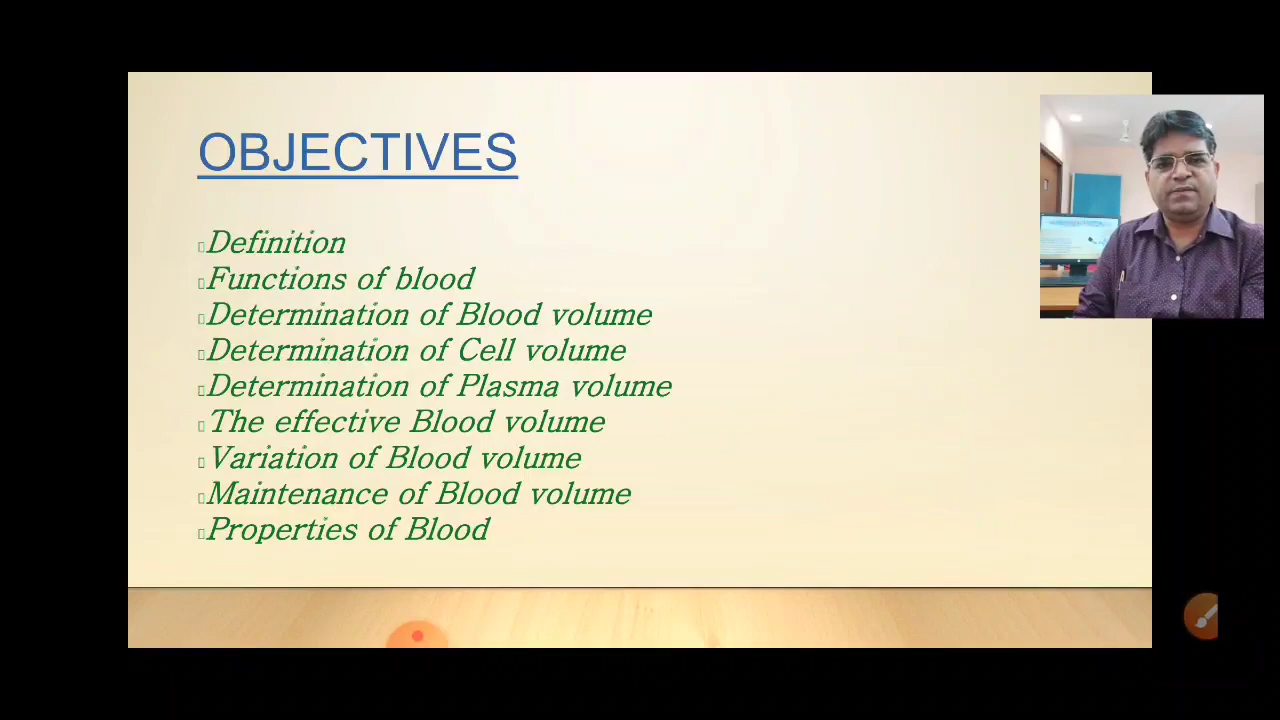 OBJECTIVES
Definition
Functions of blood
Determination of Blood volume
Determination of Cell volume
Determination of Plasma volume
The effective Blood volume
Variation of Blood volume
Maintenance of Blood volume
Properties of Blood